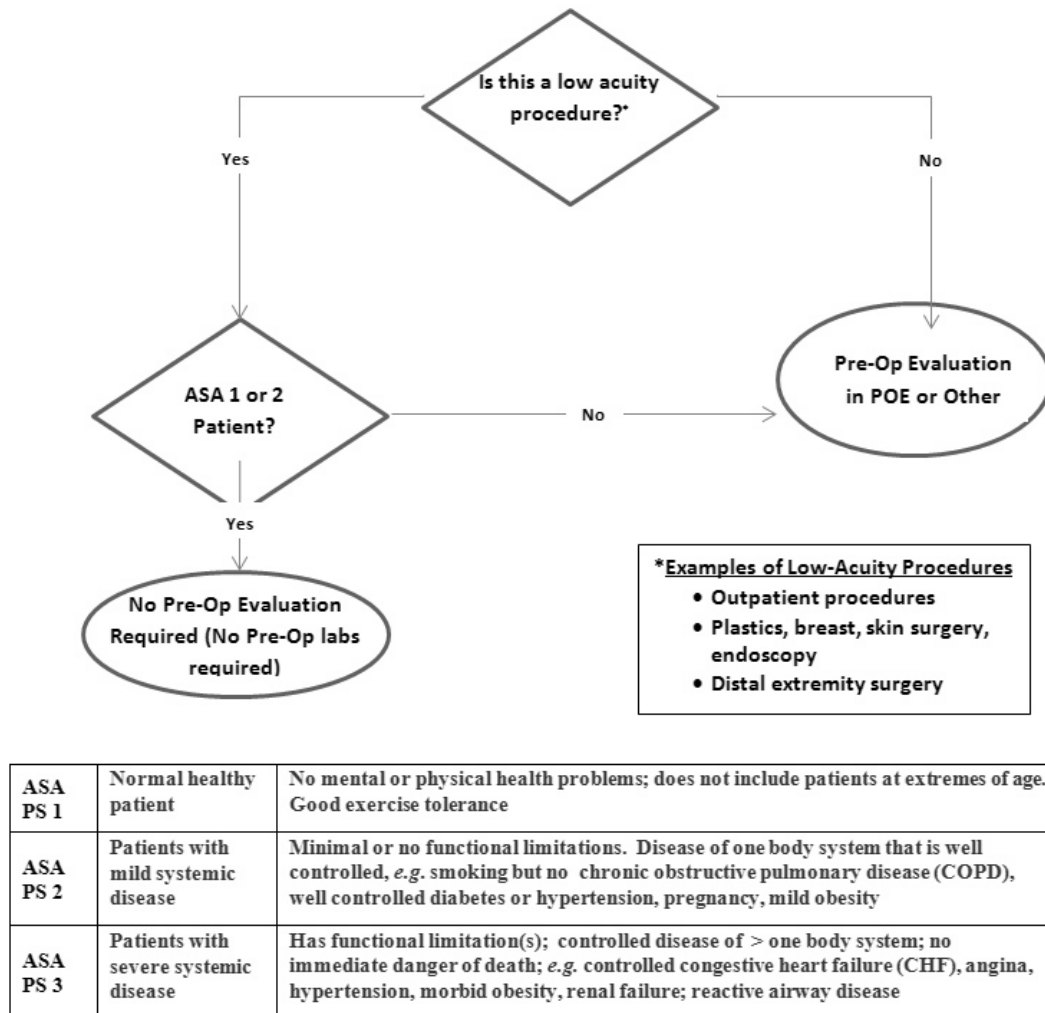 Is this a low acuity
procedure?*
Yes
No
ASA 1 or 2
Patient?
No
Pre-Op Evaluation
in POE or Other
Yes
No Pre-Op Evaluation
Required (No Pre-Op labs
required)
*Examples of Low-Acuity Procedures
• Outpatient procedures
• Plastics, breast, skin surgery,
endoscopy
• Distal extremity surgery
ASA
PS 1
Normal healthy
patient
No mental or physical health problems; does not include patients at extremes of age.
Good exercise tolerance
ASA
PS 2
Patients with
mild systemic
disease
Minimal or no functional limitations. Disease of one body system that is well
controlled, e.g. smoking but no chronic obstructive pulmonary disease (COPD),
well controlled diabetes or hypertension, pregnancy, mild obesity
ASA
PS 3
Patients with
severe systemic
disease
Has functional limitation(s); controlled disease of > one body system; no
immediate danger of death; e.g. controlled congestive heart failure (CHF), angina,
hypertension, morbid obesity, renal failure; reactive airway disease